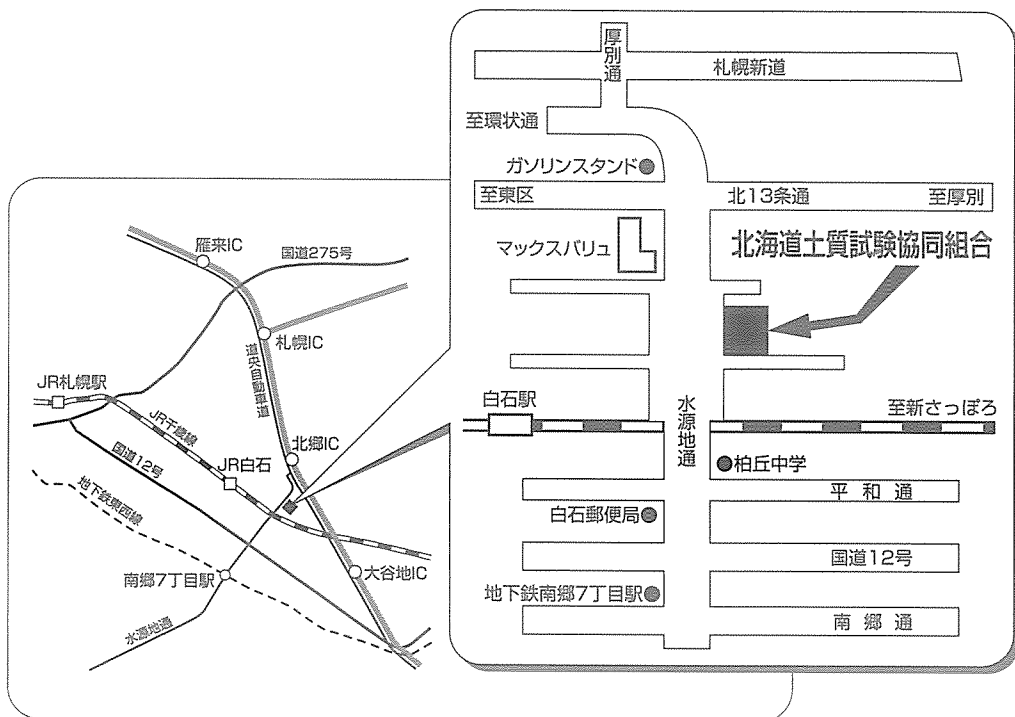 厚別通
札幌新道
至環状通
ガソリンスタンド
至東区
北13条通
至厚別
マックスバリュ
北海道土質試験協同組合
白石駅
水源地通
至新さっぽろ
柏丘中学
平和通
白石郵便局
国道12号
地下鉄南郷7丁目駅
南郷通
雁来IC
国道275号
札幌IC
道央自動車道
JR札幌駅
JR千歳線
北郷IC
国道12号
JR白石
地下鉄東西線
南郷7丁目駅
大谷地IC
水源地通